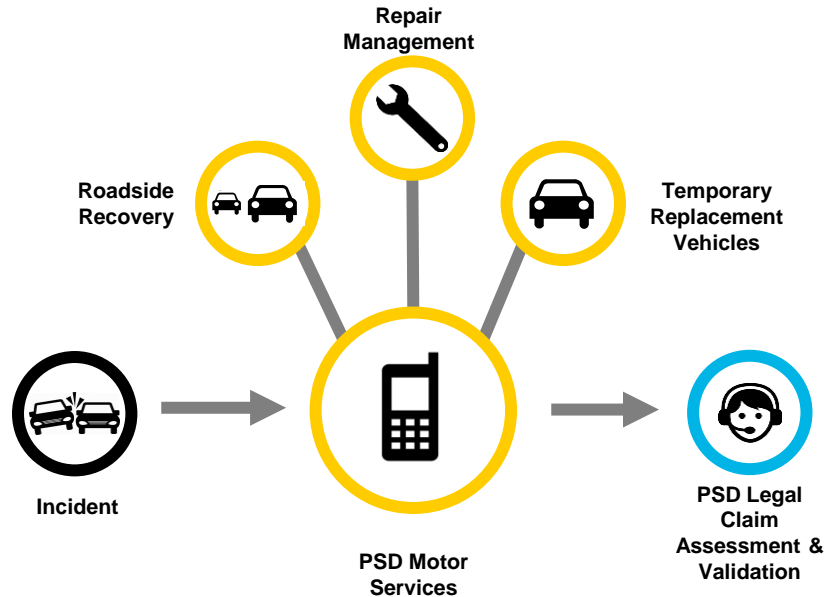 Repair
Management
Roadside
Recovery
Temporary
Replacement
Vehicles
Incident
PSD Motor
Services
PSD Legal
Claim
Assessment &
Validation